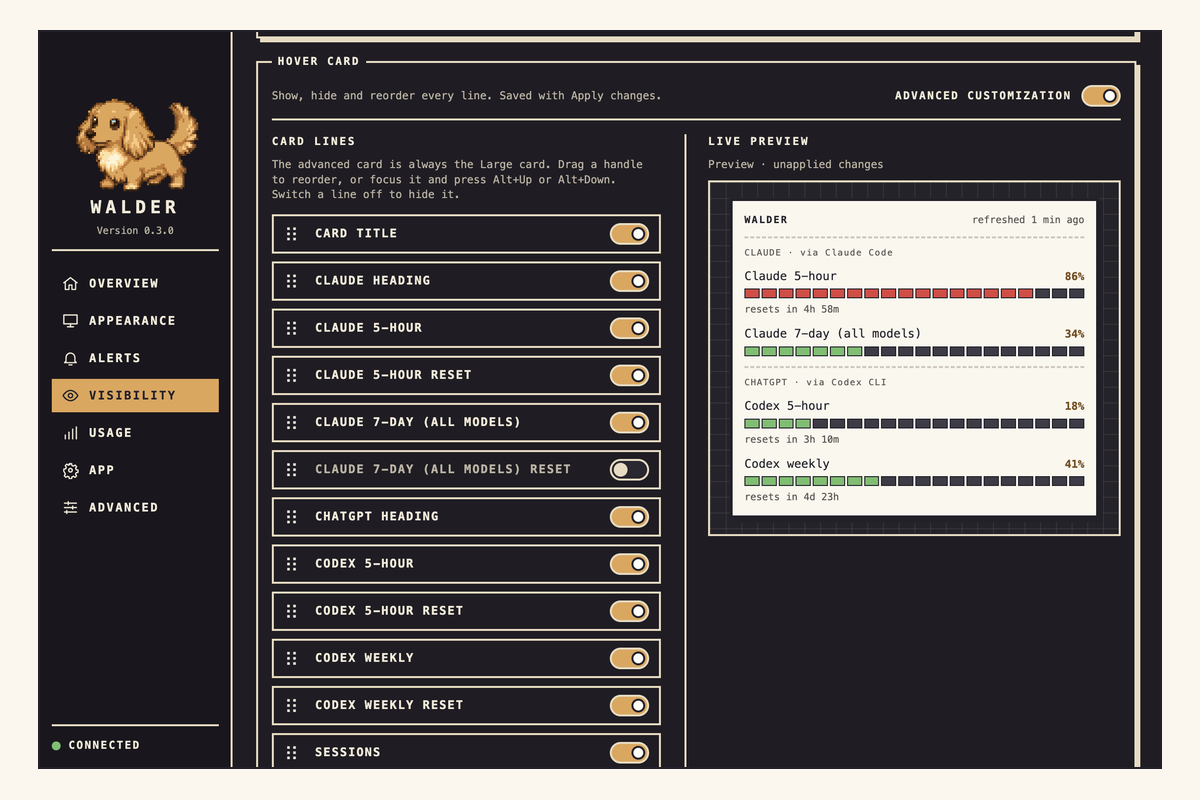 WALDER
Version 0.3.0
OVERVIEW
APPEARANCE
ALERTS
VISIBILITY
USAGE
APP
ADVANCED
CONNECTED
HOVER CARD
Show, hide and reorder every line. Saved with Apply changes.
ADVANCED CUSTOMIZATION
CARD LINES
The advanced card is always the Large card. Drag a handle
to reorder, or focus it and press Alt+Up or Alt+Down.
Switch a line off to hide it.
CARD TITLE
CLAUDE HEADING
CLAUDE 5-HOUR
CLAUDE 5-HOUR RESET
CLAUDE 7-DAY (ALL MODELS)
CLAUDE 7-DAY (ALL MODELS) RESET
CHATGPT HEADING
CODEX 5-HOUR
CODEX 5-HOUR RESET
CODEX WEEKLY
CODEX WEEKLY RESET
SESSIONS
LIVE PREVIEW
Preview · unapplied changes
WALDER refreshed 1 min ago
CLAUDE · via Claude Code
Claude 5-hour 86%
resets in 4h 58m
Claude 7-day (all models) 34%
CHATGPT · via Codex CLI
Codex 5-hour 18%
resets in 3h 10m
Codex weekly 41%
resets in 4d 23h